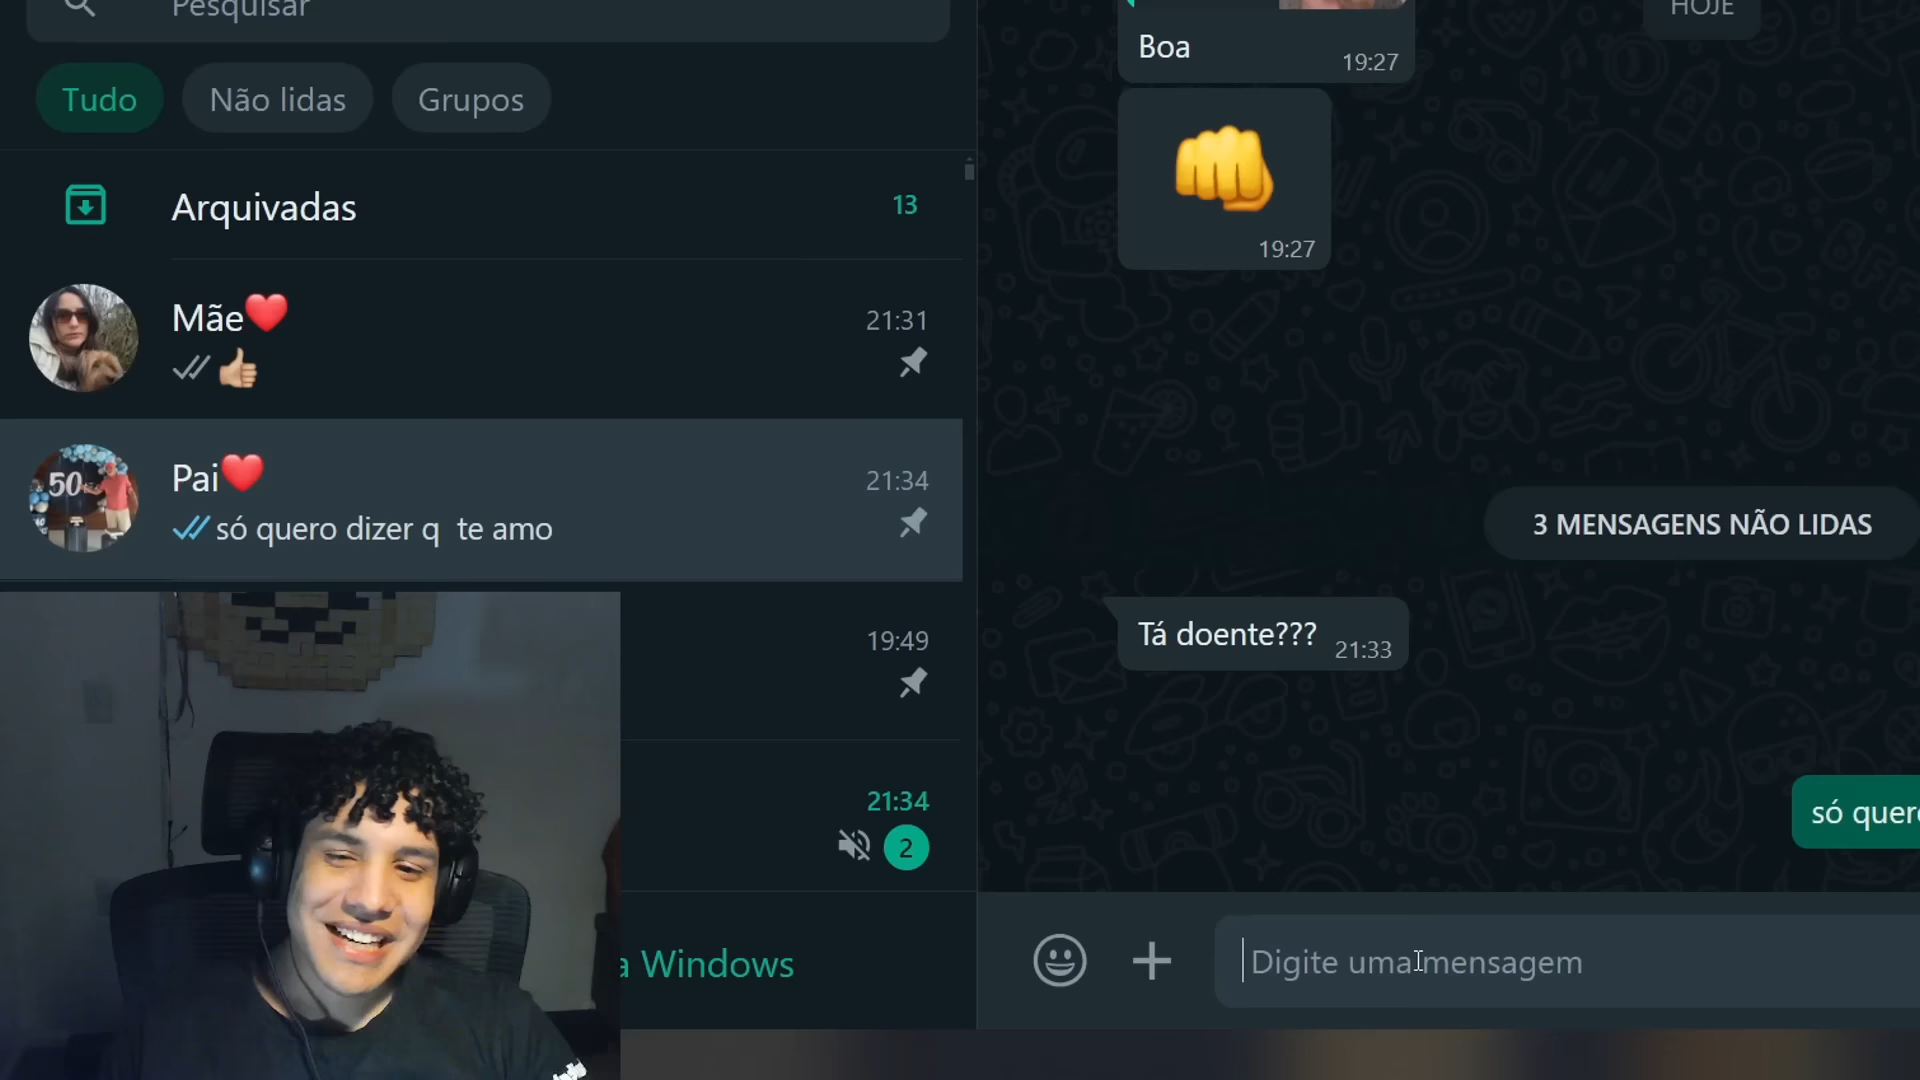 Pesquisar
Tudo
Não lidas
Grupos
Arquivadas
13
Mãe❤️
21:31
👍🏼
Pai❤️
21:34
só quero dizer q  te amo
50
19:49
21:34
2
a Windows
HOJE
Boa
19:27
👊
19:27
3 MENSAGENS NÃO LIDAS
Tá doente???
21:33
só quer
Digite uma mensagem